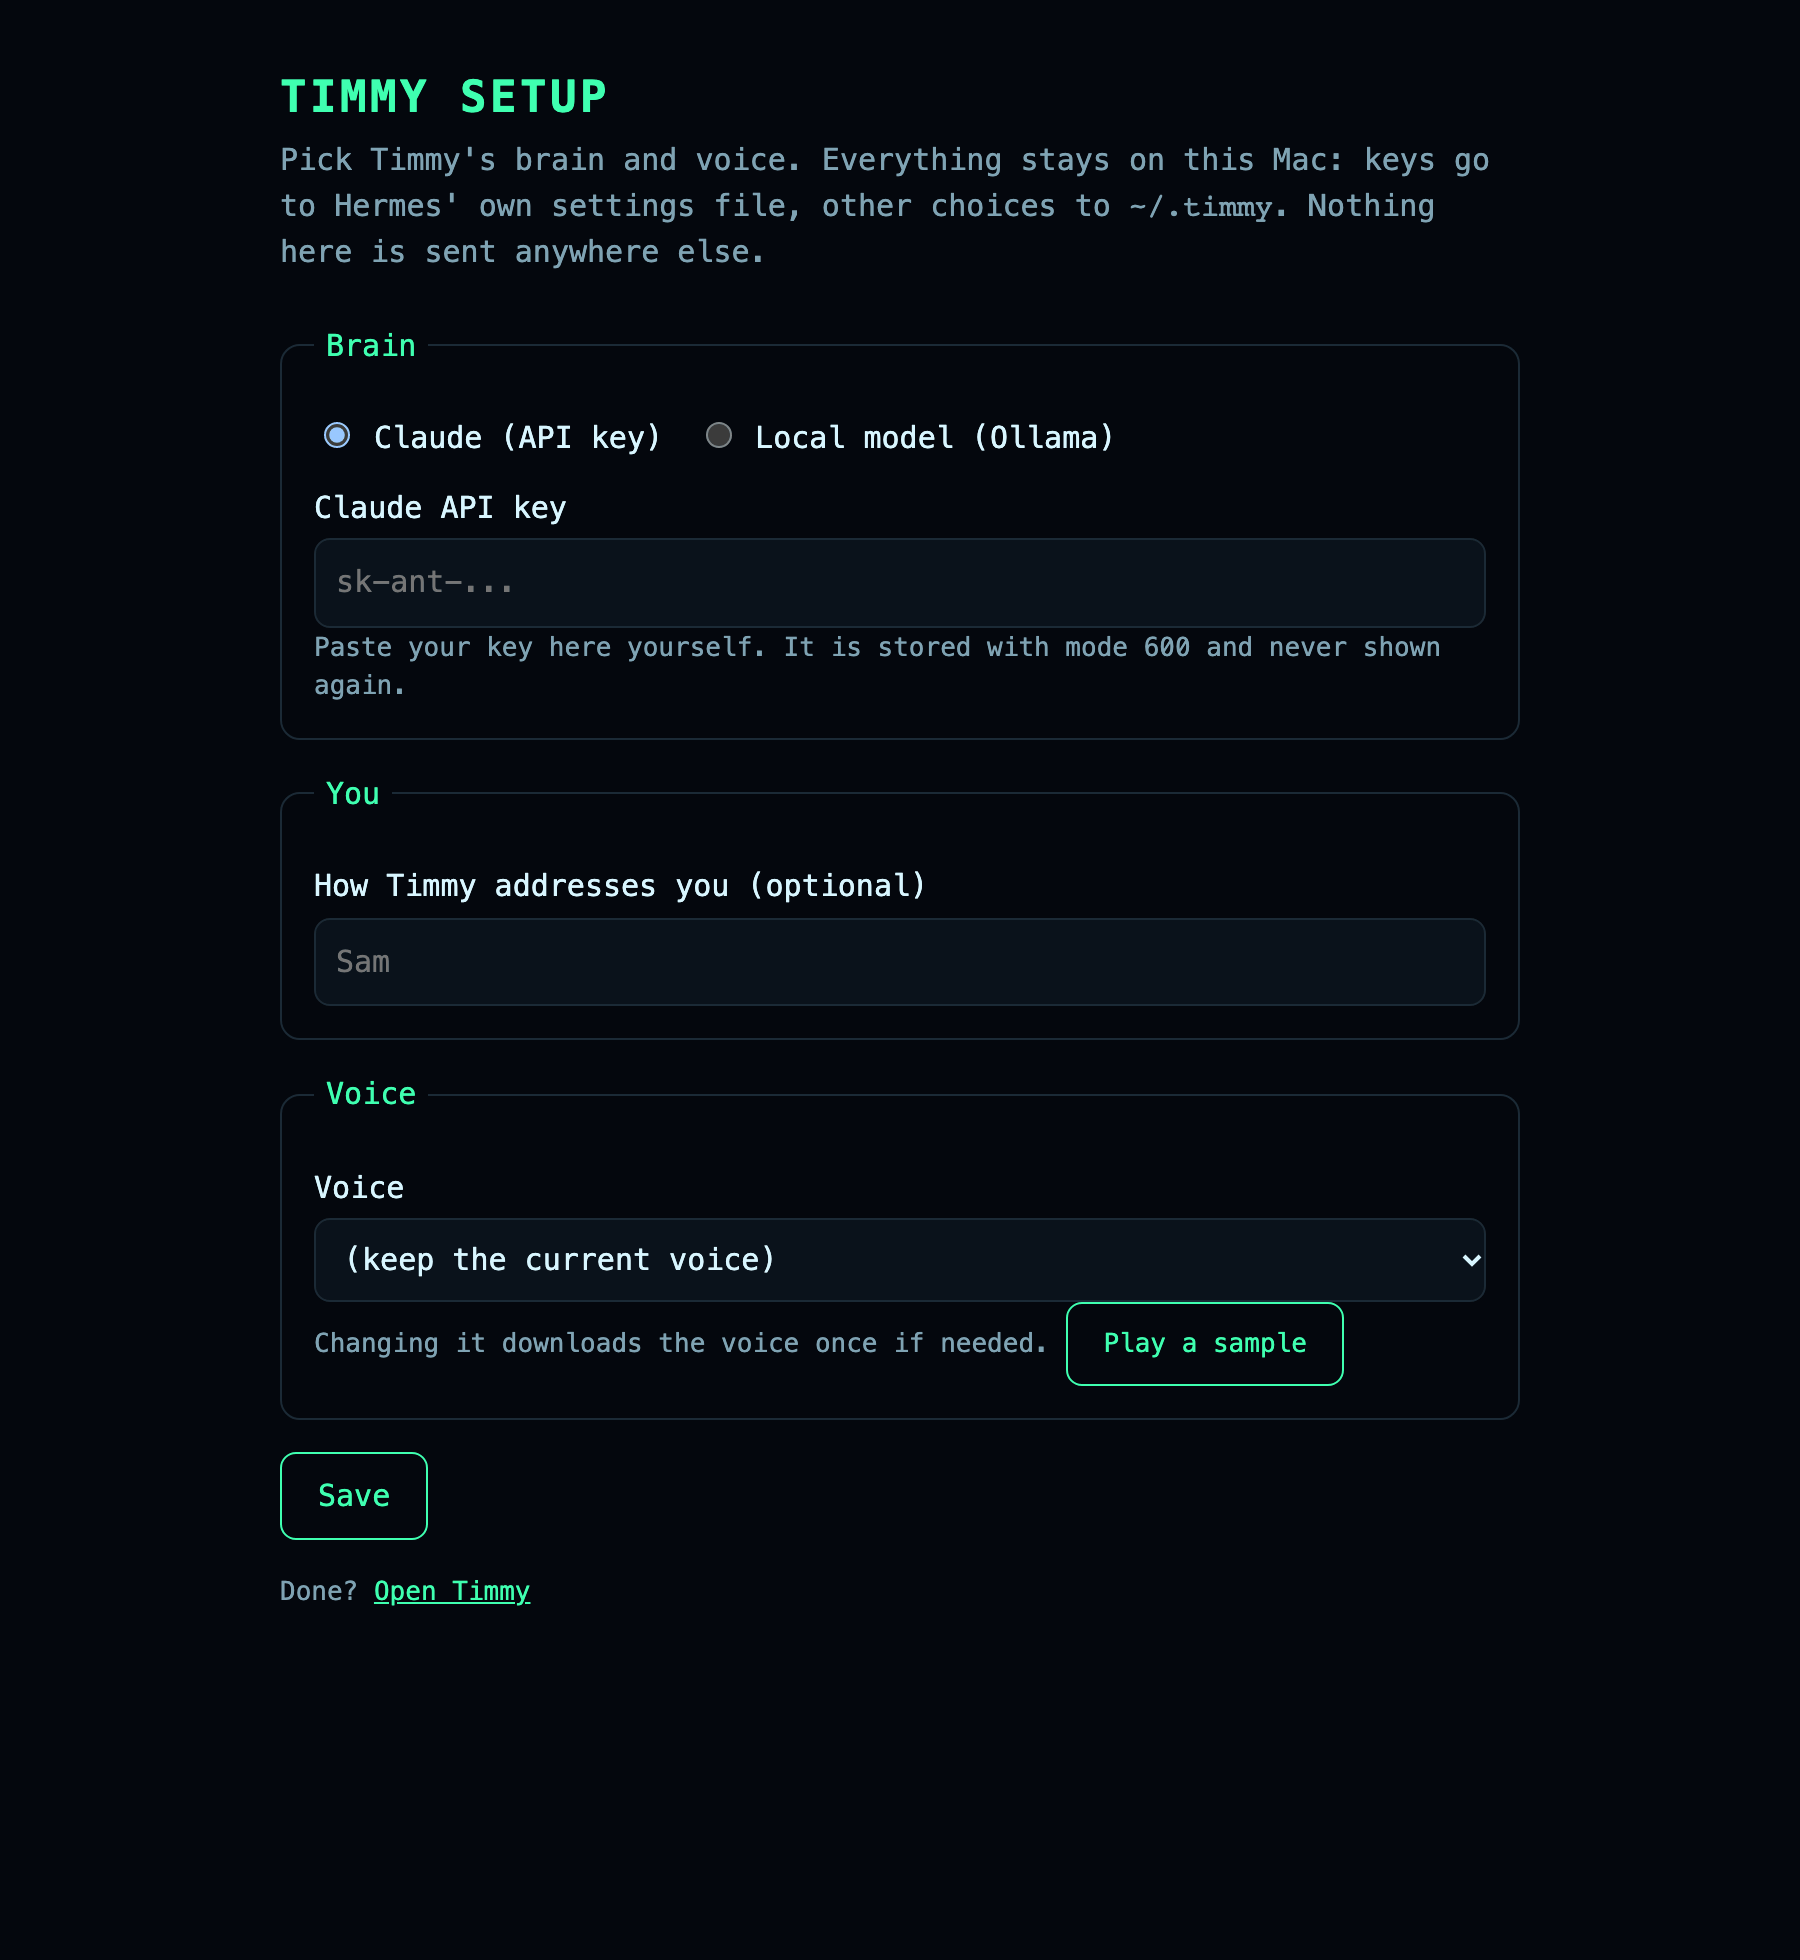 TIMMY SETUP
Pick Timmy's brain and voice. Everything stays on this Mac: keys go
to Hermes' own settings file, other choices to ~/.timmy. Nothing
here is sent anywhere else.
Brain
Claude (API key) Local model (Ollama)
Claude API key
sk-ant-...
Paste your key here yourself. It is stored with mode 600 and never shown
again.
You
How Timmy addresses you (optional)
Sam
Voice
Voice
(keep the current voice)
Changing it downloads the voice once if needed. Play a sample
Save
Done? Open Timmy